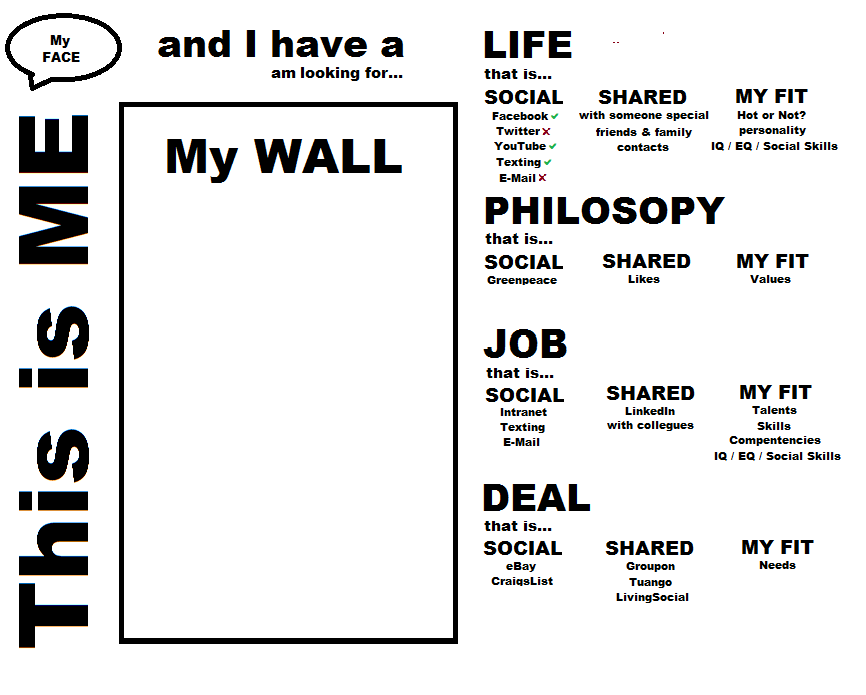 My
FACE
This is ME
and I have a
am looking for...
My WALL
LIFE
that is...
SOCIAL SHARED MY FIT
Facebook ✓ with someone special Hot or Not?
Twitter ✗ friends & family personality
YouTube ✓ contacts IQ / EQ / Social Skills
Texting ✓
E-Mail ✗
PHILOSOPY
that is...
SOCIAL SHARED MY FIT
Greenpeace Likes Values
JOB
that is...
SOCIAL SHARED MY FIT
Intranet LinkedIn Talents
Texting with collegues Skills
E-Mail Compentencies
IQ / EQ / Social Skills
DEAL
that is...
SOCIAL SHARED MY FIT
eBay Groupon Needs
CraigsList Tuango
LivingSocial